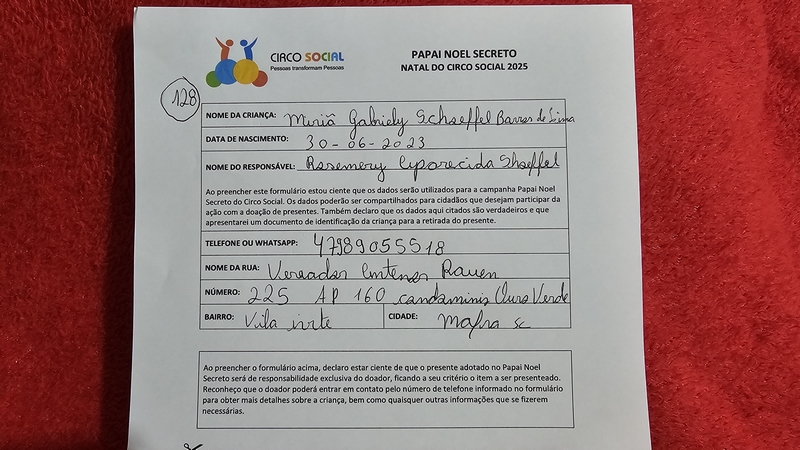 CIRCO SOCIAL
Pessoas transformam Pessoas
PAPAI NOEL SECRETO
NATAL DO CIRCO SOCIAL 2025
128
NOME DA CRIANÇA: Muriã Gabriely Schaeffel Barros de Lima
DATA DE NASCIMENTO: 30-06-2023
NOME DO RESPONSÁVEL: Rosemery Aparecida Shaeffel
Ao preencher este formulário estou ciente que os dados serão utilizados para a campanha Papai Noel
Secreto do Circo Social. Os dados poderão ser compartilhados para cidadãos que desejam participar da
ação com a doação de presentes. Também declaro que os dados aqui citados são verdadeiros e que
apresentarei um documento de identificação da criança para a retirada do presente.
TELEFONE OU WHATSAPP: 47989055518
NOME DA RUA: Vereador Rauen
NÚMERO: 225 AP 160 condominis Ouro Verde
BAIRRO: Vila CIDADE: Mafra sc
Ao preencher o formulário acima, declaro estar ciente de que o presente adotado no Papai Noel
Secreto será de responsabilidade exclusiva do doador, ficando a seu critério o item a ser presenteado.
Reconheço que o doador poderá entrar em contato pelo número de telefone informado no formulário
para obter mais detalhes sobre a criança, bem como quaisquer outras informações que se fizerem
necessárias.